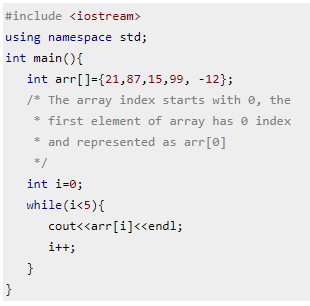 #include <iostream>
using namespace std;
int main(){
   int arr[]={21,87,15,99, -12};
   /* The array index starts with 0, the
    * first element of array has 0 index
    * and represented as arr[0]
    */
   int i=0;
   while(i<5){
      cout<<arr[i]<<endl;
      i++;
   }
}